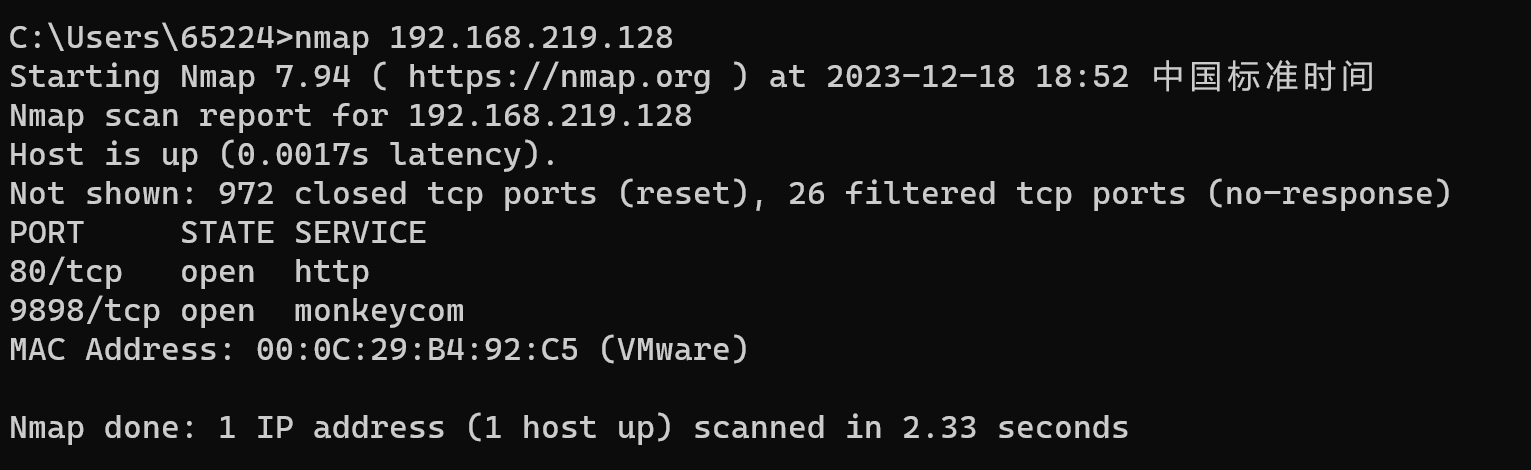 C:\Users\65224>nmap 192.168.219.128
Starting Nmap 7.94 ( https://nmap.org ) at 2023-12-18 18:52 中国标准时间
Nmap scan report for 192.168.219.128
Host is up (0.0017s latency).
Not shown: 972 closed tcp ports (reset), 26 filtered tcp ports (no-response)
PORT     STATE SERVICE
80/tcp   open  http
9898/tcp open  monkeycom
MAC Address: 00:0C:29:B4:92:C5 (VMware)
Nmap done: 1 IP address (1 host up) scanned in 2.33 seconds